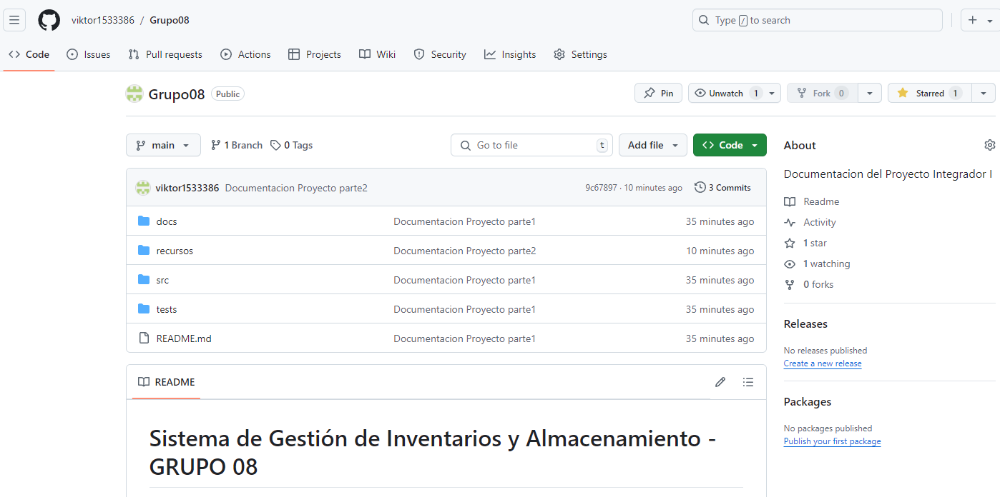 viktor1533386 / Grupo08
Type / to search
Code Issues Pull requests Actions Projects Wiki Security Insights Settings
Grupo08 Public
Pin Unwatch 1 Fork 0 Starred 1
main 1 Branch 0 Tags
Go to file t Add file Code
viktor1533386 Documentacion Proyecto parte2 9c67897 · 10 minutes ago 3 Commits
docs Documentacion Proyecto parte1 35 minutes ago
recursos Documentacion Proyecto parte2 10 minutes ago
src Documentacion Proyecto parte1 35 minutes ago
tests Documentacion Proyecto parte1 35 minutes ago
README.md Documentacion Proyecto parte1 35 minutes ago
README
Sistema de Gestión de Inventarios y Almacenamiento -
GRUPO 08
About
Documentacion del Proyecto Integrador I
Readme
Activity
1 star
1 watching
0 forks
Releases
No releases published
Create a new release
Packages
No packages published
Publish your first package